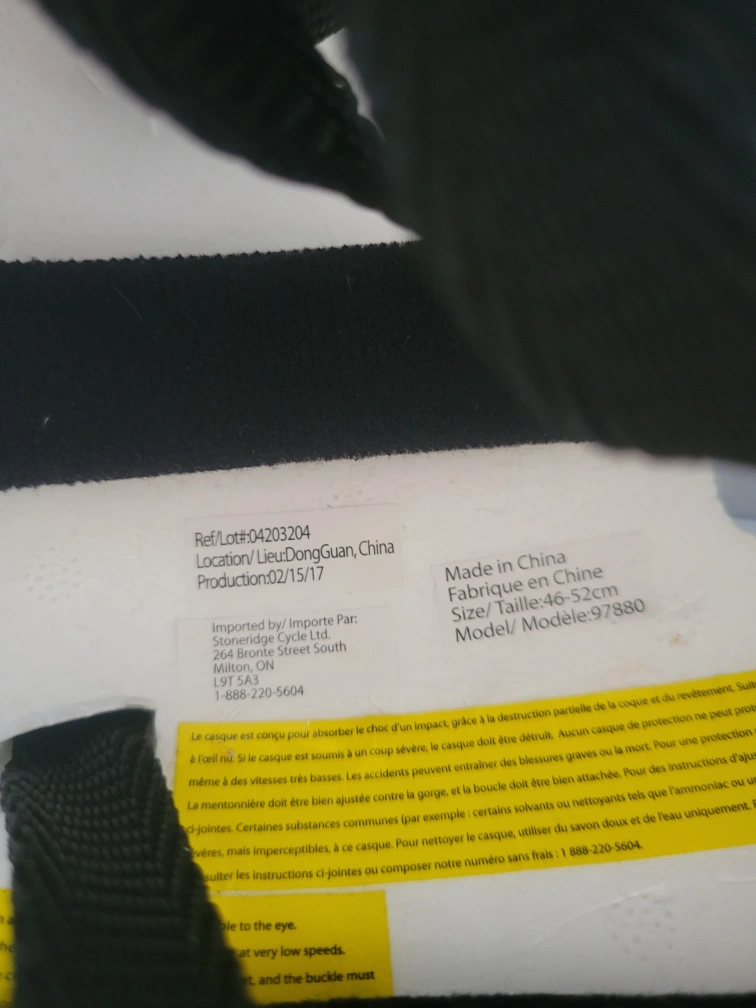 Ref/Lot#:04203204
Location/ Lieu:DongGuan, China
Production:02/15/17
Made in China
Fabrique en Chine
Size/ Taille:46-52cm
Model/ Modèle:97880
Imported by/ Importe Par:
Stoneridge Cycle Ltd.
264 Bronte Street South
Milton, ON
L9T 5A3
1-888-220-5604
Le casque est conçu pour absorber le choc d'un impact, grâce à la destruction partielle de la coque et du revêtement.
à l'œil nu. Si le casque est soumis à un coup sévère, le casque doit être détruit. Aucun casque de protection ne peut
même à des vitesses très basses. Les accidents peuvent entraîner des blessures graves ou la mort. Pour une protection
La mentonnière doit être bien ajustée contre la gorge, et la boucle doit être bien attachée. Pour des instructions
ci-jointes. Certaines substances communes (par exemple : certains solvants ou nettoyants tels que l'ammoniac ou
mais imperceptibles, à ce casque. Pour nettoyer le casque, utiliser du savon doux et de l'eau uniquement.
les instructions ci-jointes ou composer notre numéro sans frais : 1 888-220-5604.
to the eye.
at very low speeds.
and the buckle must